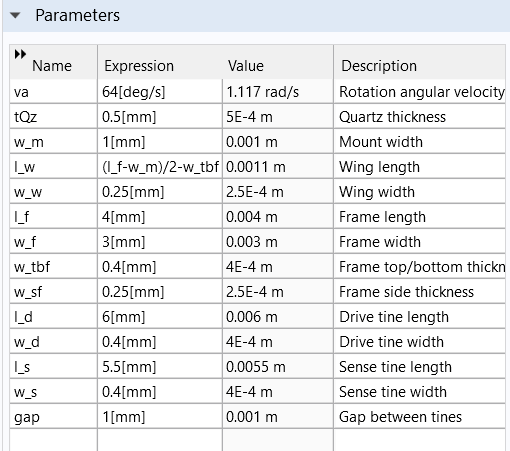 Parameters
Name Expression Value Description
va 64[deg/s] 1.117 rad/s Rotation angular velocity
tQz 0.5[mm] 5E-4 m Quartz thickness
w_m 1[mm] 0.001 m Mount width
l_w (l_f-w_m)/2-w_tbf 0.0011 m Wing length
w_w 0.25[mm] 2.5E-4 m Wing width
l_f 4[mm] 0.004 m Frame length
w_f 3[mm] 0.003 m Frame width
w_tbf 0.4[mm] 4E-4 m Frame top/bottom thickn
w_sf 0.25[mm] 2.5E-4 m Frame side thickness
l_d 6[mm] 0.006 m Drive tine length
w_d 0.4[mm] 4E-4 m Drive tine width
l_s 5.5[mm] 0.0055 m Sense tine length
w_s 0.4[mm] 4E-4 m Sense tine width
gap 1[mm] 0.001 m Gap between tines